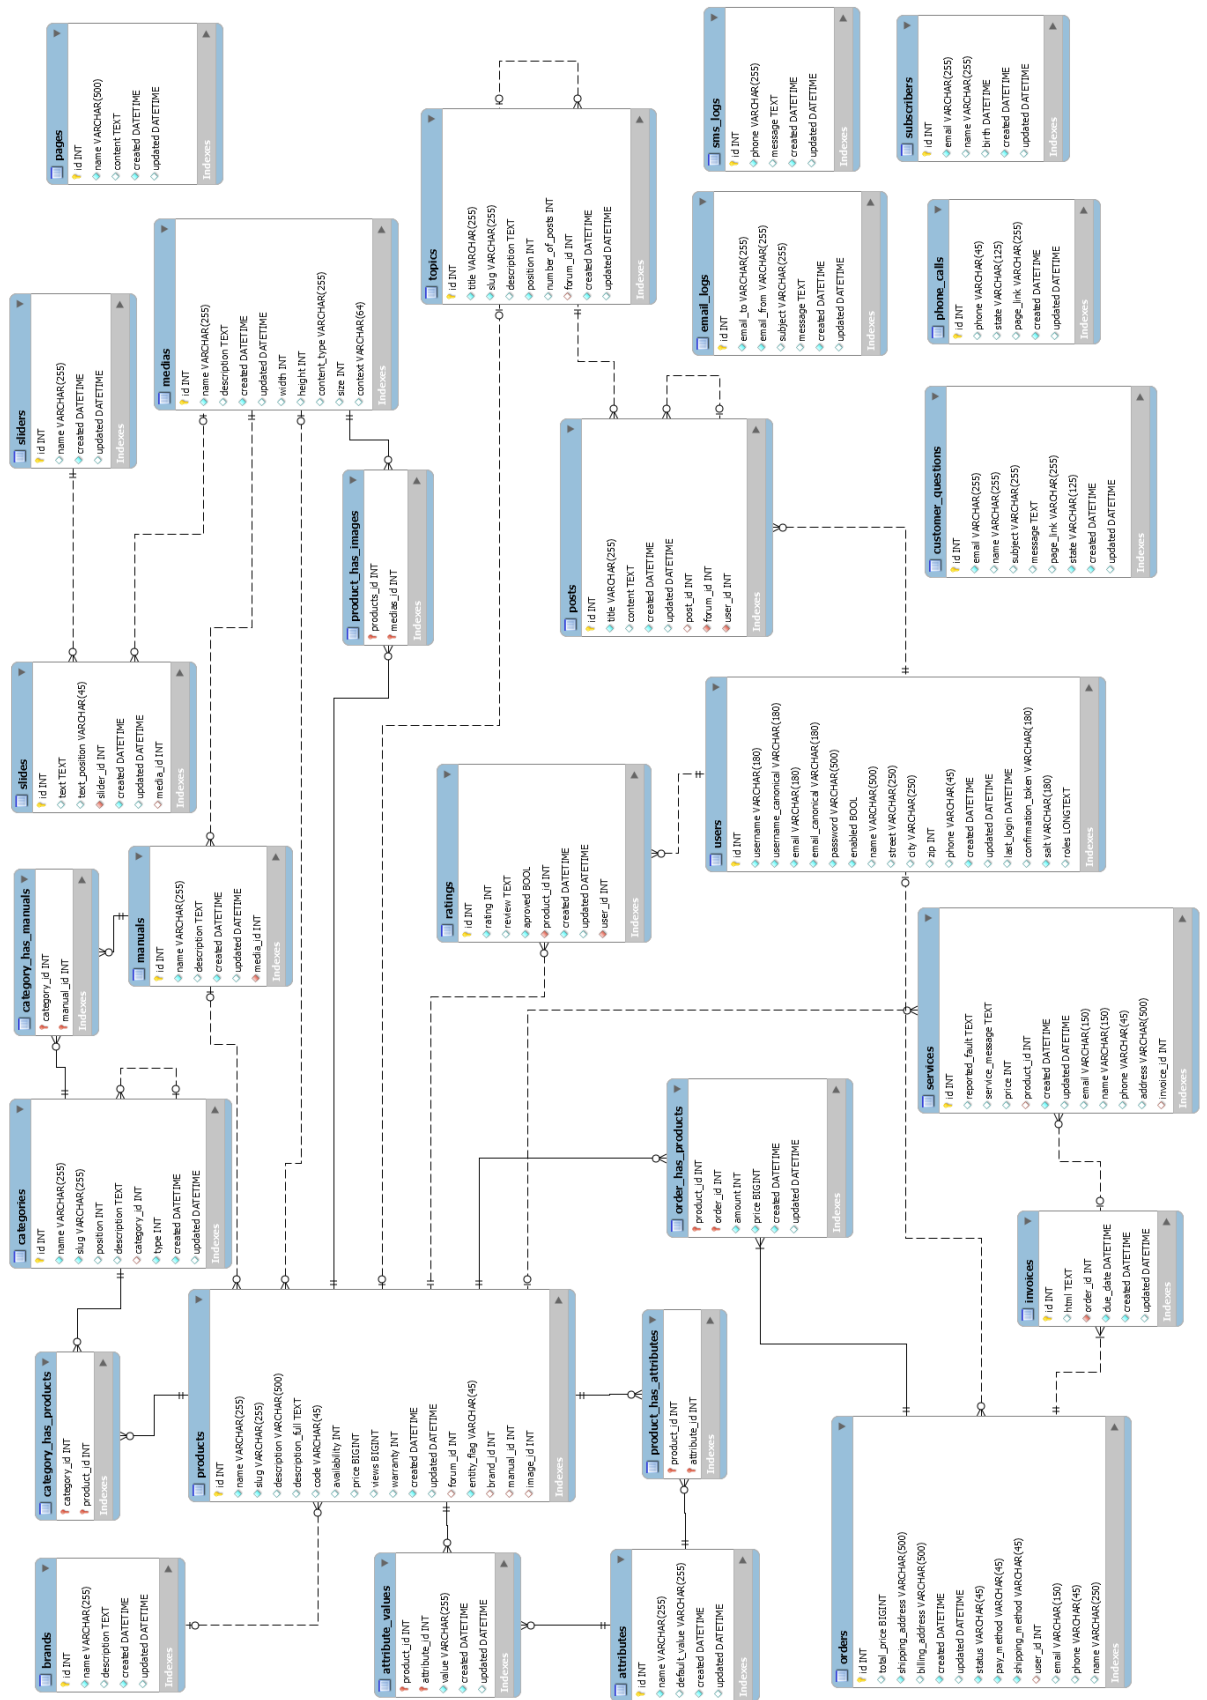 brands
id INT
name VARCHAR(255)
description TEXT
created DATETIME
updated DATETIME
Indexes
category_has_products
category_id INT
product_id INT
Indexes
categories
id INT
name VARCHAR(255)
slug VARCHAR(255)
position INT
description TEXT
category_id INT
type INT
created DATETIME
updated DATETIME
Indexes
category_has_manuals
category_id INT
manual_id INT
Indexes
slides
id INT
text TEXT
text_position VARCHAR(45)
slider_id INT
created DATETIME
updated DATETIME
media_id INT
Indexes
sliders
id INT
name VARCHAR(255)
created DATETIME
updated DATETIME
Indexes
pages
id INT
name VARCHAR(500)
content TEXT
created DATETIME
updated DATETIME
Indexes
manuals
id INT
name VARCHAR(255)
description TEXT
created DATETIME
updated DATETIME
media_id INT
Indexes
medias
id INT
name VARCHAR(255)
description TEXT
created DATETIME
updated DATETIME
width INT
height INT
content_type VARCHAR(255)
size INT
context VARCHAR(64)
Indexes
products
id INT
name VARCHAR(255)
slug VARCHAR(255)
description VARCHAR(500)
description_full TEXT
code VARCHAR(45)
availability INT
price BIGINT
views BIGINT
warranty INT
created DATETIME
updated DATETIME
forum_id INT
entity_flag VARCHAR(45)
brand_id INT
manual_id INT
image_id INT
Indexes
product_has_images
products_id INT
medias_id INT
Indexes
attribute_values
product_id INT
attribute_id INT
value VARCHAR(255)
created DATETIME
updated DATETIME
Indexes
ratings
id INT
rating INT
review TEXT
aproved BOOL
product_id INT
created DATETIME
updated DATETIME
user_id INT
Indexes
topics
id INT
title VARCHAR(255)
slug VARCHAR(255)
description TEXT
position INT
number_of_posts INT
forum_id INT
created DATETIME
updated DATETIME
Indexes
posts
id INT
title VARCHAR(255)
content TEXT
created DATETIME
updated DATETIME
post_id INT
forum_id INT
user_id INT
Indexes
attributes
id INT
name VARCHAR(255)
default_value VARCHAR(255)
created DATETIME
updated DATETIME
Indexes
product_has_attributes
product_id INT
attribute_id INT
Indexes
order_has_products
product_id INT
order_id INT
amount INT
price BIGINT
created DATETIME
updated DATETIME
Indexes
users
id INT
username VARCHAR(180)
username_canonical VARCHAR(180)
email VARCHAR(180)
email_canonical VARCHAR(180)
password VARCHAR(500)
enabled BOOL
name VARCHAR(500)
street VARCHAR(250)
city VARCHAR(250)
zip INT
phone VARCHAR(45)
created DATETIME
updated DATETIME
last_login DATETIME
confirmation_token VARCHAR(180)
salt VARCHAR(180)
roles LONGTEXT
Indexes
email_logs
id INT
email_to VARCHAR(255)
email_from VARCHAR(255)
subject VARCHAR(255)
message TEXT
created DATETIME
updated DATETIME
Indexes
sms_logs
id INT
phone VARCHAR(255)
message TEXT
created DATETIME
updated DATETIME
Indexes
orders
id INT
total_price BIGINT
shipping_address VARCHAR(500)
billing_address VARCHAR(500)
created DATETIME
updated DATETIME
status VARCHAR(45)
pay_method VARCHAR(45)
shipping_method VARCHAR(45)
user_id INT
email VARCHAR(150)
phone VARCHAR(45)
name VARCHAR(250)
Indexes
invoices
id INT
html TEXT
order_id INT
due_date DATETIME
created DATETIME
updated DATETIME
Indexes
services
id INT
reported_fault TEXT
service_message TEXT
price INT
product_id INT
created DATETIME
updated DATETIME
email VARCHAR(150)
name VARCHAR(150)
phone VARCHAR(45)
address VARCHAR(500)
invoice_id INT
Indexes
customer_questions
id INT
email VARCHAR(255)
name VARCHAR(255)
subject VARCHAR(255)
message TEXT
page_link VARCHAR(255)
state VARCHAR(125)
created DATETIME
updated DATETIME
Indexes
phone_calls
id INT
phone VARCHAR(45)
state VARCHAR(125)
page_link VARCHAR(255)
created DATETIME
updated DATETIME
Indexes
subscribers
id INT
email VARCHAR(255)
name VARCHAR(255)
birth DATETIME
created DATETIME
updated DATETIME
Indexes